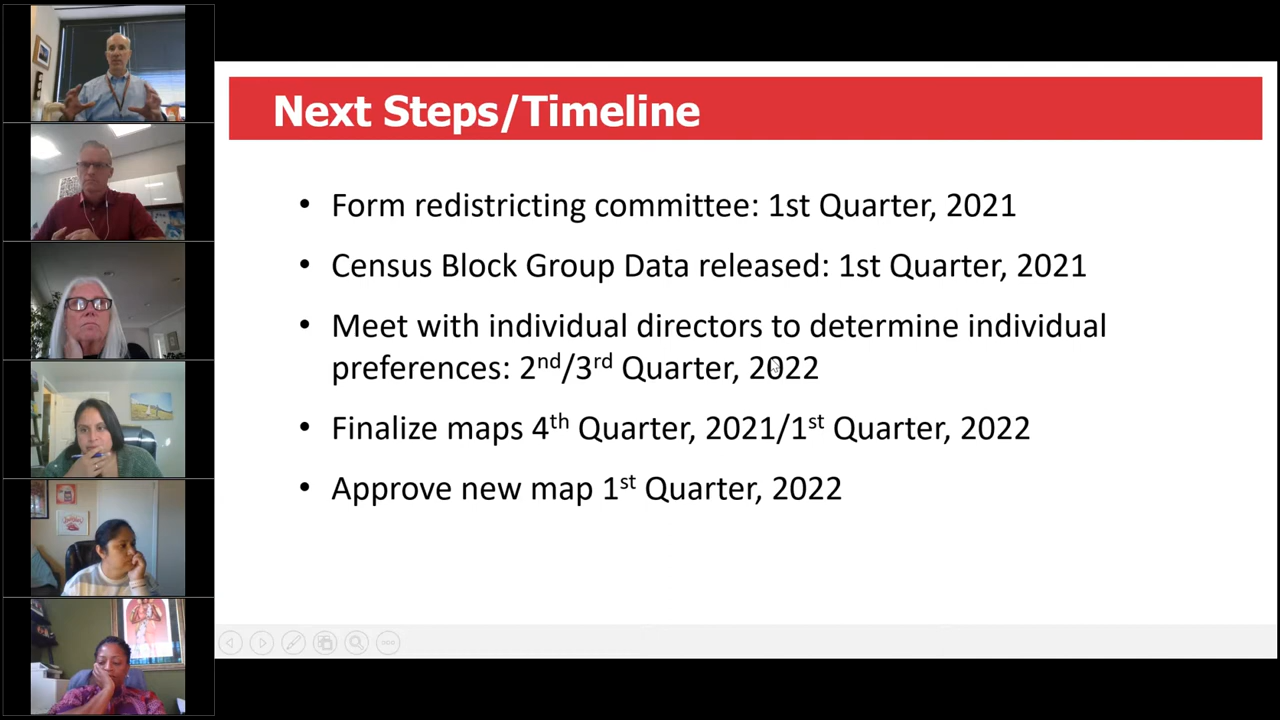 Next Steps/Timeline
• Form redistricting committee: 1st Quarter, 2021
• Census Block Group Data released: 1st Quarter, 2021
• Meet with individual directors to determine individual
preferences: 2nd/3rd Quarter, 2022
• Finalize maps 4th Quarter, 2021/1st Quarter, 2022
• Approve new map 1st Quarter, 2022